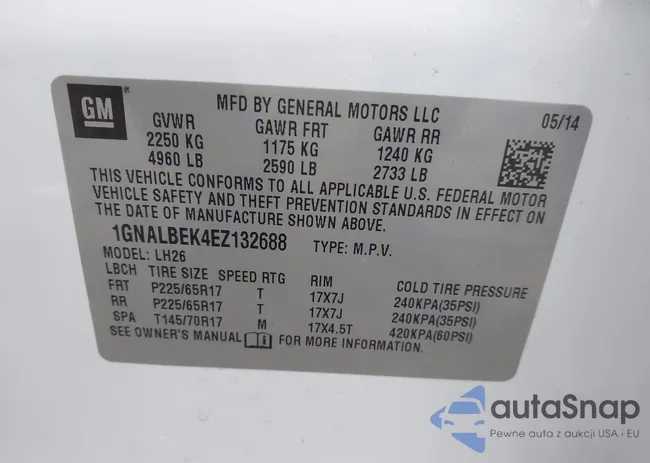 GM ®
MFD BY GENERAL MOTORS LLC 05/14
GVWR GAWR FRT GAWR RR
2250 KG 1175 KG 1240 KG
4960 LB 2590 LB 2733 LB
THIS VEHICLE CONFORMS TO ALL APPLICABLE U.S. FEDERAL MOTOR
VEHICLE SAFETY AND THEFT PREVENTION STANDARDS IN EFFECT ON
THE DATE OF MANUFACTURE SHOWN ABOVE.
1GNALBEK4EZ132688 TYPE: M.P.V.
MODEL: LH26
LBCH TIRE SIZE SPEED RTG RIM COLD TIRE PRESSURE
FRT P225/65R17 T 17X7J 240KPA(35PSI)
RR P225/65R17 T 17X7J 240KPA(35PSI)
SPA T145/70R17 M 17X4.5T 420KPA(60PSI)
SEE OWNER'S MANUAL FOR MORE INFORMATION.
autaSnap
Pewne auta z aukcji USA i EU